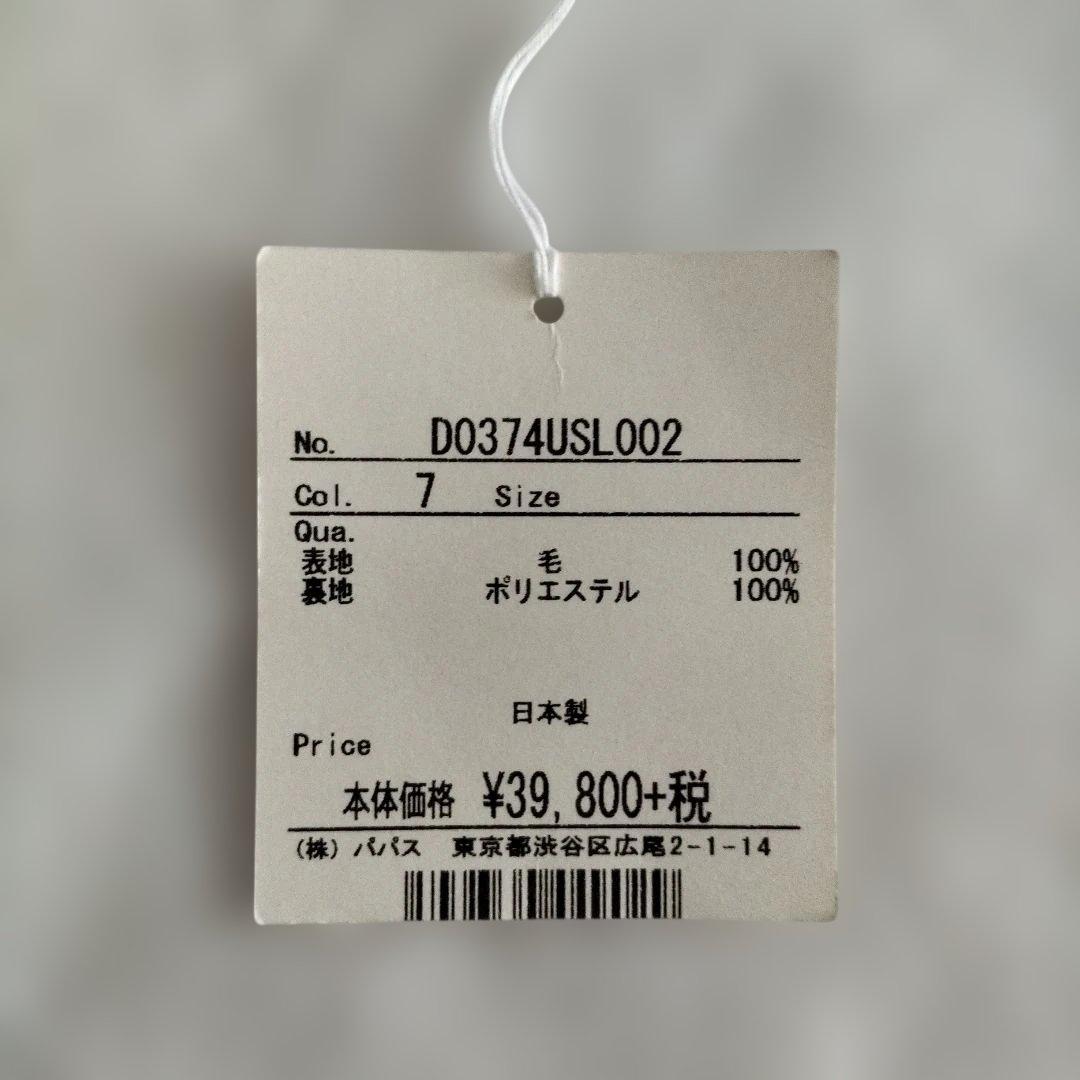 No. D0374USL002
Col. 7 Size
Qua.
表地 毛 100%
裏地 ポリエステル 100%
日本製
Price
本体価格 ¥39,800+税
(株) パパス 東京都渋谷区広尾2-1-14